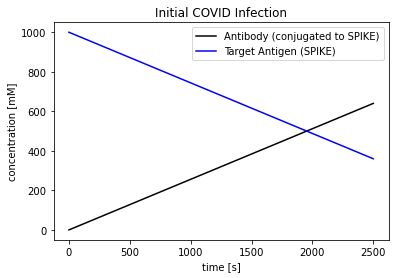 Initial COVID Infection
Antibody (conjugated to SPIKE)
Target Antigen (SPIKE)
concentration [mM]
1000
800
600
400
200
0
0 500 1000 1500 2000 2500
time [s]